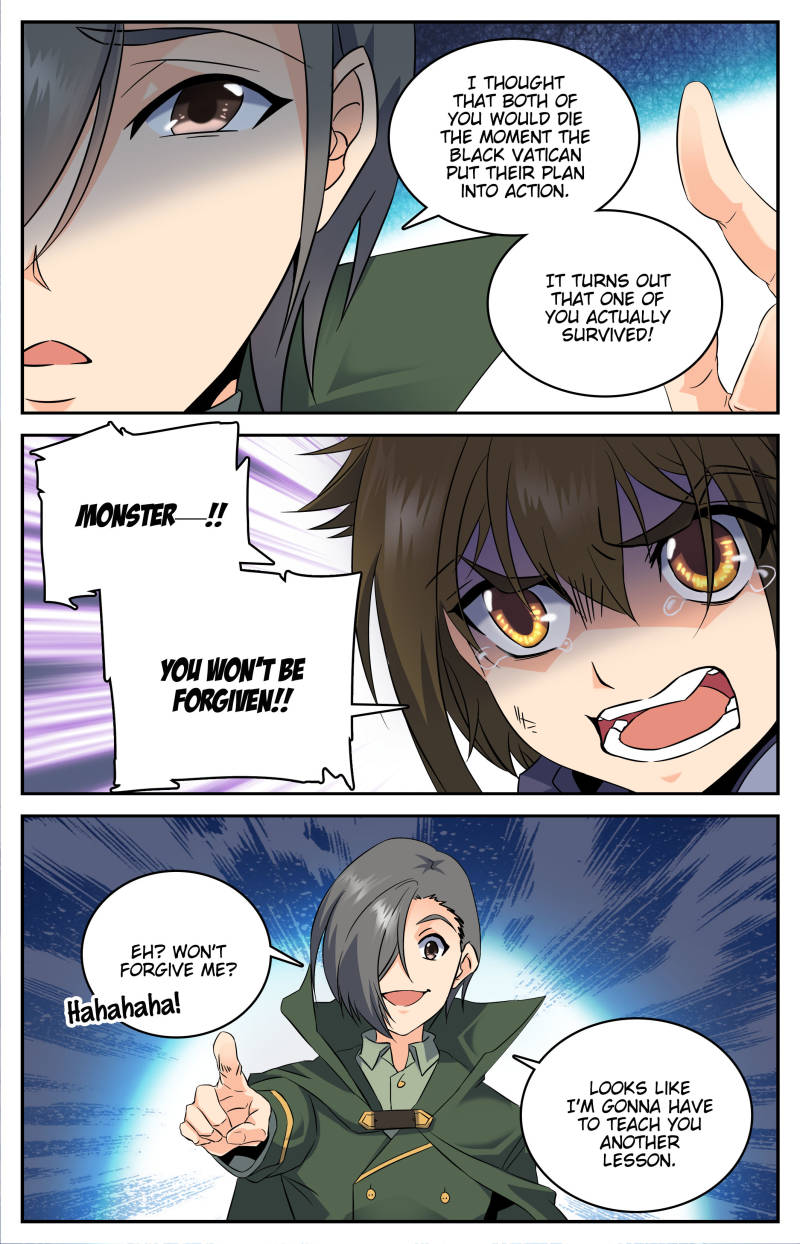 I THOUGHT
THAT BOTH OF
YOU WOULD DIE
THE MOMENT THE
BLACK VATICAN
PUT THEIR PLAN
INTO ACTION.
IT TURNS OUT
THAT ONE OF
YOU ACTUALLY
SURVIVED!
MONSTER——!!
YOU WON'T BE
FORGIVEN!!
EH? WON'T
FORGIVE ME?
Hahahaha!
LOOKS LIKE
I'M GONNA HAVE
TO TEACH YOU
ANOTHER
LESSON.